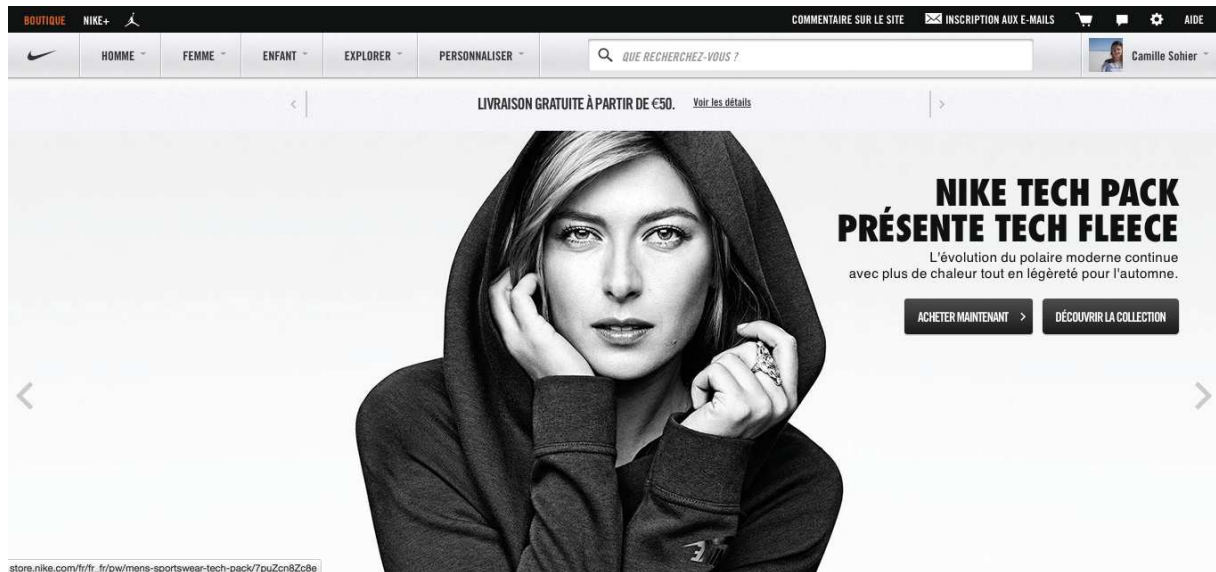 BOUTIQUE NIKE+ COMMENTAIRE SUR LE SITE INSCRIPTION AUX E-MAILS AIDE
HOMME FEMME ENFANT EXPLORER PERSONNALISER QUE RECHERCHEZ-VOUS ? Camille Sohier
LIVRAISON GRATUITE À PARTIR DE €50. Voir les détails
NIKE TECH PACK
PRÉSENTE TECH FLEECE
L'évolution du polaire moderne continue
avec plus de chaleur tout en légèreté pour l'automne.
ACHETER MAINTENANT > DÉCOUVRIR LA COLLECTION
store.nike.com/fr/fr_fr/pw/mens-sportswear-tech-pack/7puZcn8Zc8e